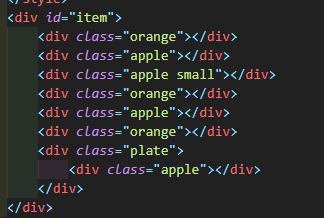 </style>
<div id="item">
<div class="orange"></div>
<div class="apple"></div>
<div class="apple small"></div>
<div class="orange"></div>
<div class="apple"></div>
<div class="orange"></div>
<div class="plate">
<div class="apple"></div>
</div>
</div>